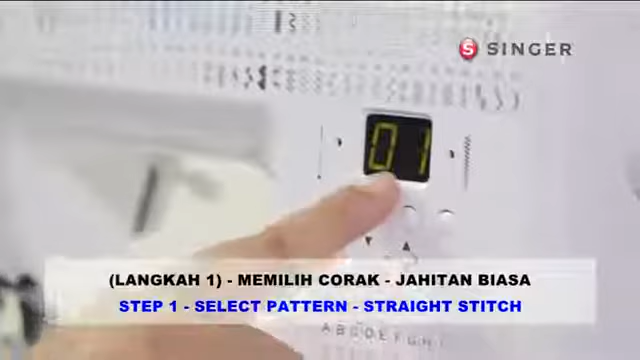 S SINGER
01
(LANGKAH 1) - MEMILIH CORAK - JAHITAN BIASA
STEP 1 - SELECT PATTERN - STRAIGHT STITCH
A B C D E F G H